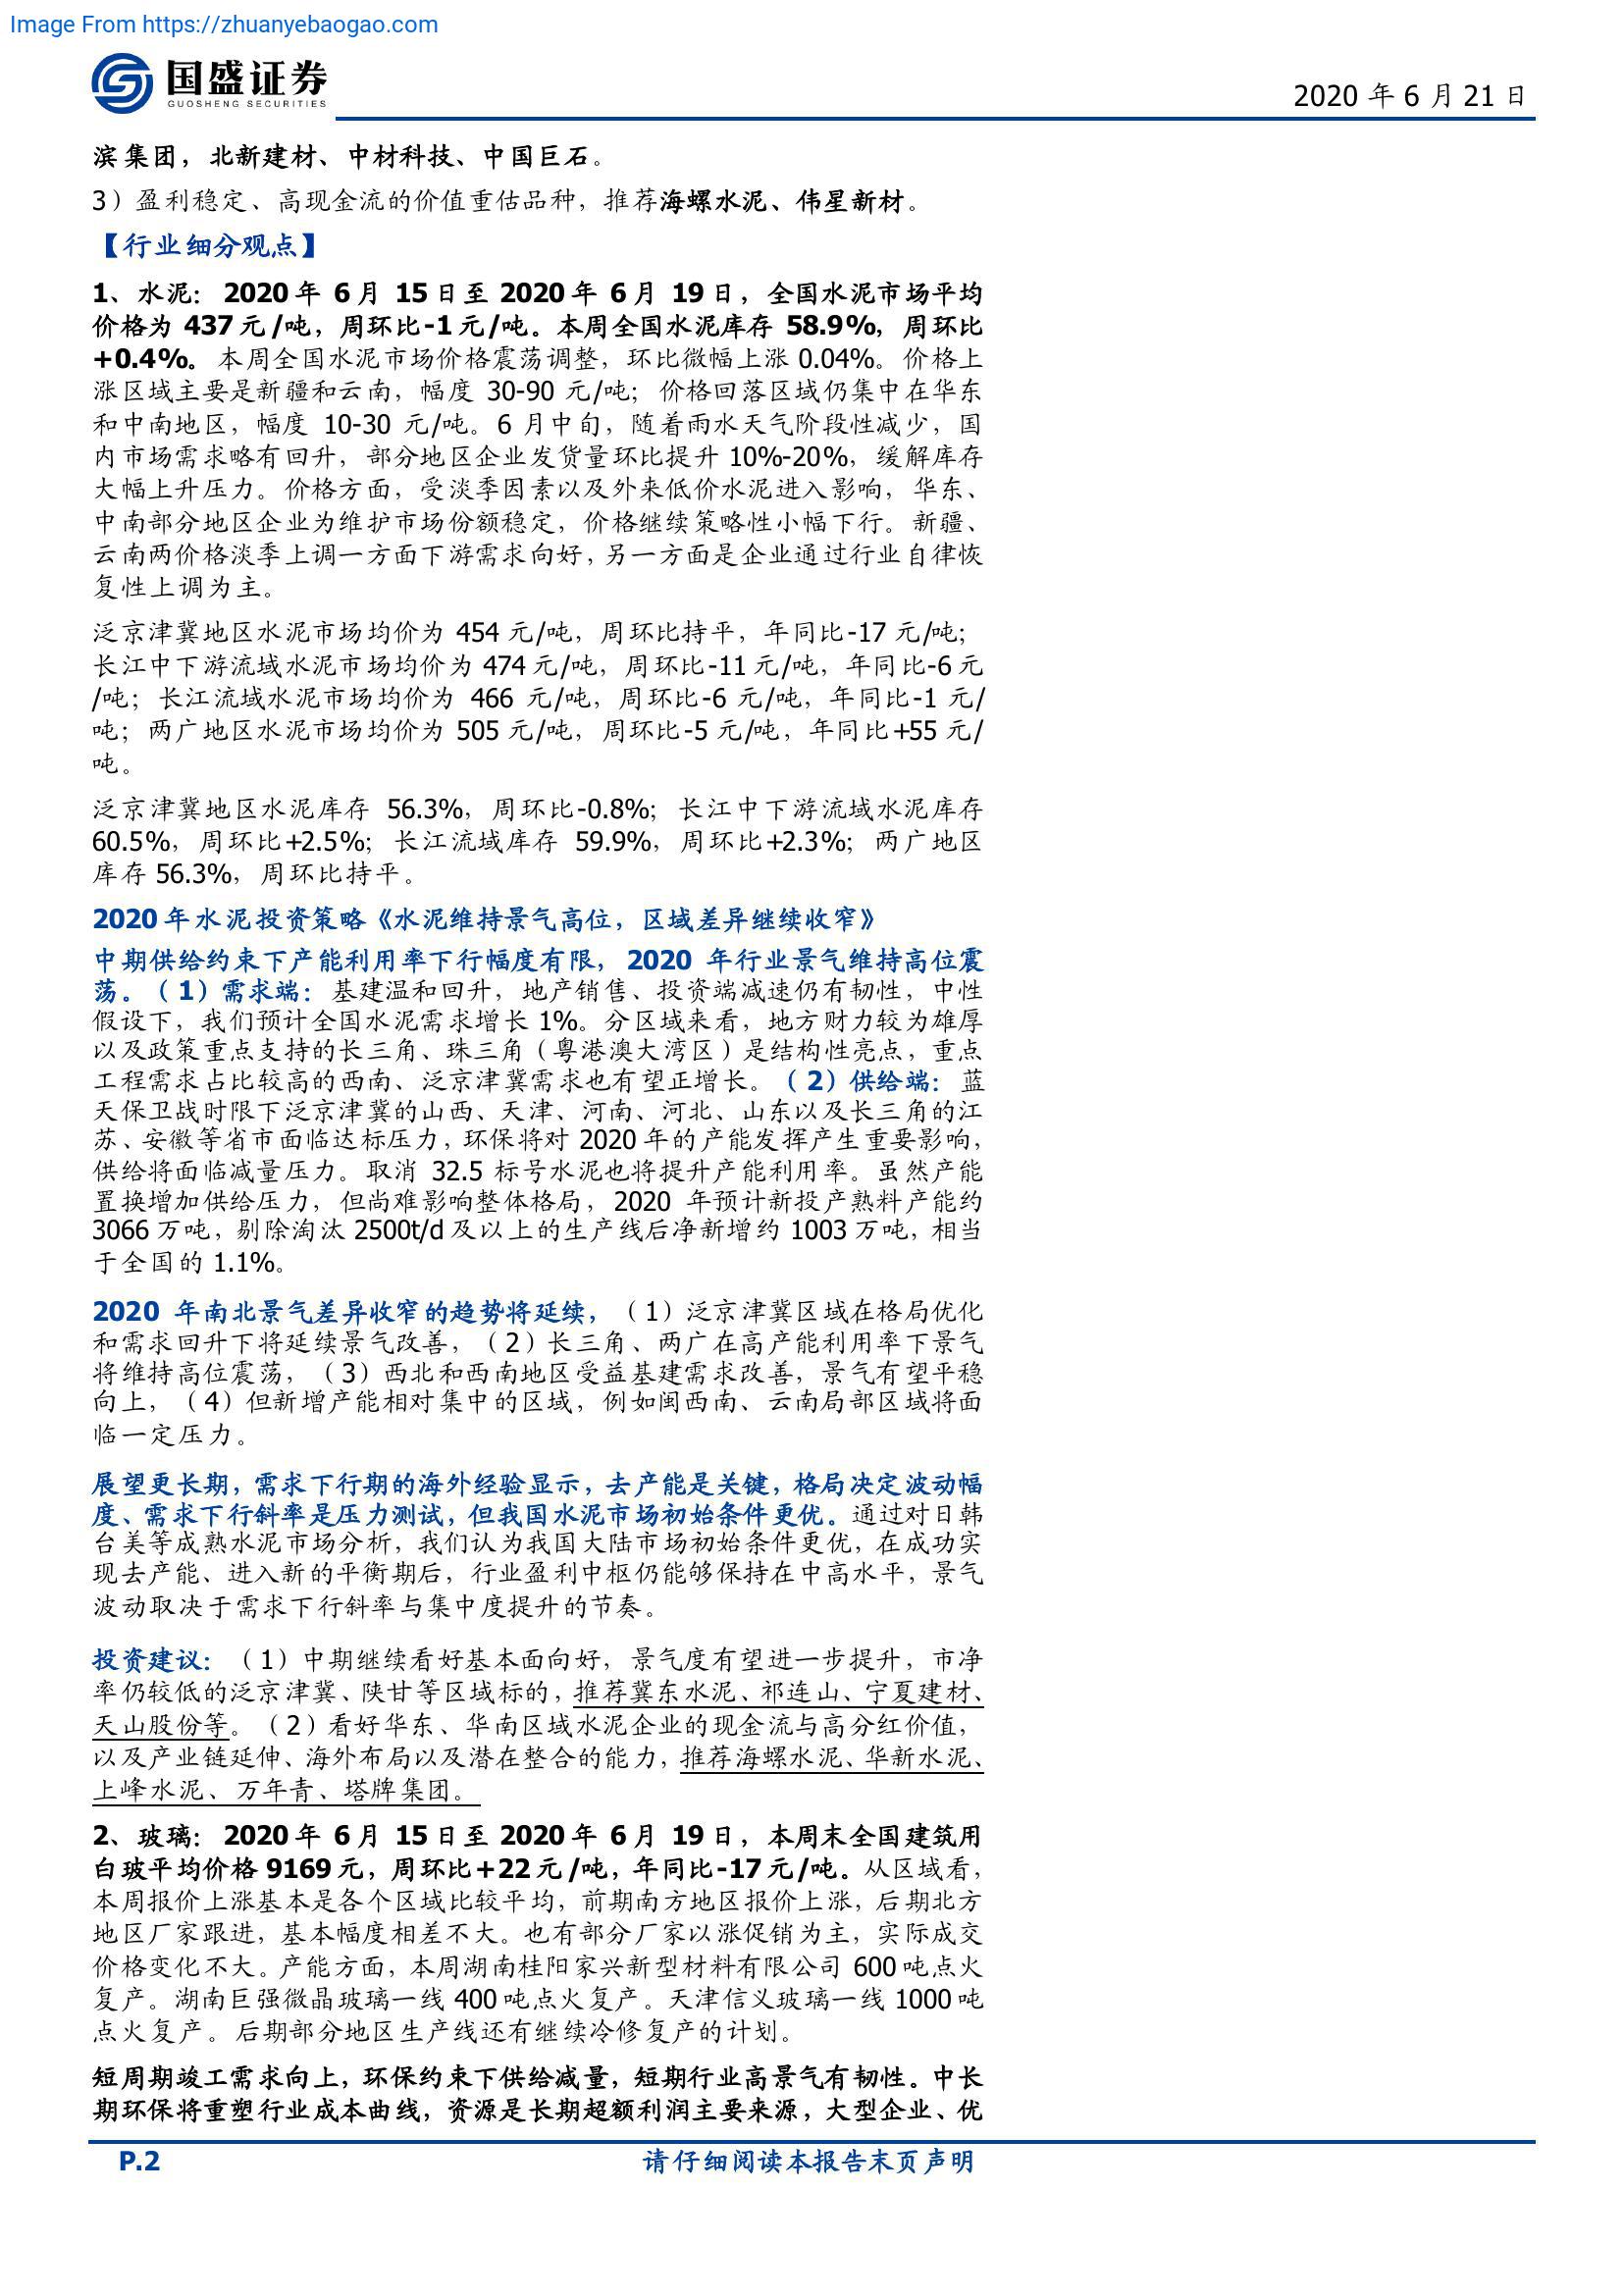 Image From https://zhuanyebaogao.com
国盛证券
GUOSHENG SECURITIES
2020 年 6 月 21 日
滨集团，北新建材、中材科技、中国巨石。
3）盈利稳定、高现金流的价值重估品种，推荐海螺水泥、伟星新材。
【行业细分观点】
1、水泥：2020 年 6 月 15 日至 2020 年 6 月 19 日，全国水泥市场平均
价格为 437 元/吨，周环比-1 元/吨。本周全国水泥库存 58.9%，周环比
+0.4%。本周全国水泥市场价格震荡调整，环比微幅上涨 0.04%。价格上
涨区域主要是新疆和云南，幅度 30-90 元/吨；价格回落区域仍集中在华东
和中南地区，幅度 10-30 元/吨。6 月中旬，随着雨水天气阶段性减少，国
内市场需求略有回升，部分地区企业发货量环比提升 10%-20%，缓解库存
大幅上升压力。价格方面，受淡季因素以及外来低价水泥进入影响，华东、
中南部分地区企业为维护市场份额稳定，价格继续策略性小幅下行。新疆、
云南两价格淡季上调一方面下游需求向好，另一方面是企业通过行业自律恢
复性上调为主。
泛京津冀地区水泥市场均价为 454 元/吨，周环比持平，年同比-17 元/吨；
长江中下游流域水泥市场均价为 474 元/吨，周环比-11 元/吨，年同比-6 元
/吨；长江流域水泥市场均价为 466 元/吨，周环比-6 元/吨，年同比-1 元/
吨；两广地区水泥市场均价为 505 元/吨，周环比-5 元/吨，年同比+55 元/
吨。
泛京津冀地区水泥库存 56.3%，周环比-0.8%；长江中下游流域水泥库存
60.5%，周环比+2.5%；长江流域库存 59.9%，周环比+2.3%；两广地区
库存 56.3%，周环比持平。
2020 年水泥投资策略《水泥维持景气高位，区域差异继续收窄》
中期供给约束下产能利用率下行幅度有限，2020 年行业景气维持高位震
荡。（1）需求端：基建温和回升，地产销售、投资端减速仍有韧性，中性
假设下，我们预计全国水泥需求增长 1%。分区域来看，地方财力较为雄厚
以及政策重点支持的长三角、珠三角（粤港澳大湾区）是结构性亮点，重点
工程需求占比较高的西南、泛京津冀需求也有望正增长。（2）供给端：蓝
天保卫战时限下泛京津冀的山西、天津、河南、河北、山东以及长三角的江
苏、安徽等省市面临达标压力，环保将对 2020 年的产能发挥产生重要影响，
供给将面临减量压力。取消 32.5 标号水泥也将提升产能利用率。虽然产能
置换增加供给压力，但尚难影响整体格局，2020 年预计新投产熟料产能约
3066 万吨，剔除淘汰 2500t/d 及以上的生产线后净新增约 1003 万吨，相当
于全国的 1.1%。
2020 年南北景气差异收窄的趋势将延续，（1）泛京津冀区域在格局优化
和需求回升下将延续景气改善，（2）长三角、两广在高产能利用率下景气
将维持高位震荡，（3）西北和西南地区受益基建需求改善，景气有望平稳
向上，（4）但新增产能相对集中的区域，例如闽西南、云南局部区域将面
临一定压力。
展望更长期，需求下行期的海外经验显示，去产能是关键，格局决定波动幅
度、需求下行斜率是压力测试，但我国水泥市场初始条件更优。通过对日韩
台美等成熟水泥市场分析，我们认为我国大陆市场初始条件更优，在成功实
现去产能、进入新的平衡期后，行业盈利中枢仍能够保持在中高水平，景气
波动取决于需求下行斜率与集中度提升的节奏。
投资建议：（1）中期继续看好基本面向好，景气度有望进一步提升，市净
率仍较低的泛京津冀、陕甘等区域标的，推荐冀东水泥、祁连山、宁夏建材、
天山股份等。（2）看好华东、华南区域水泥企业的现金流与高分红价值，
以及产业链延伸、海外布局以及潜在整合的能力，推荐海螺水泥、华新水泥、
上峰水泥、万年青、塔牌集团。
2、玻璃：2020 年 6 月 15 日至 2020 年 6 月 19 日，本周末全国建筑用
白玻平均价格 9169 元，周环比+22 元/吨，年同比-17 元/吨。从区域看，
本周报价上涨基本是各个区域比较平均，前期南方地区报价上涨，后期北方
地区厂家跟进，基本幅度相差不大。也有部分厂家以涨促销为主，实际成交
价格变化不大。产能方面，本周湖南桂阳家兴新型材料有限公司 600 吨点火
复产。湖南巨强微晶玻璃一线 400 吨点火复产。天津信义玻璃一线 1000 吨
点火复产。后期部分地区生产线还有继续冷修复产的计划。
短周期竣工需求向上，环保约束下供给减量，短期行业高景气有韧性。中长
期环保将重塑行业成本曲线，资源是长期超额利润主要来源，大型企业、优
P.2
请仔细阅读本报告末页声明